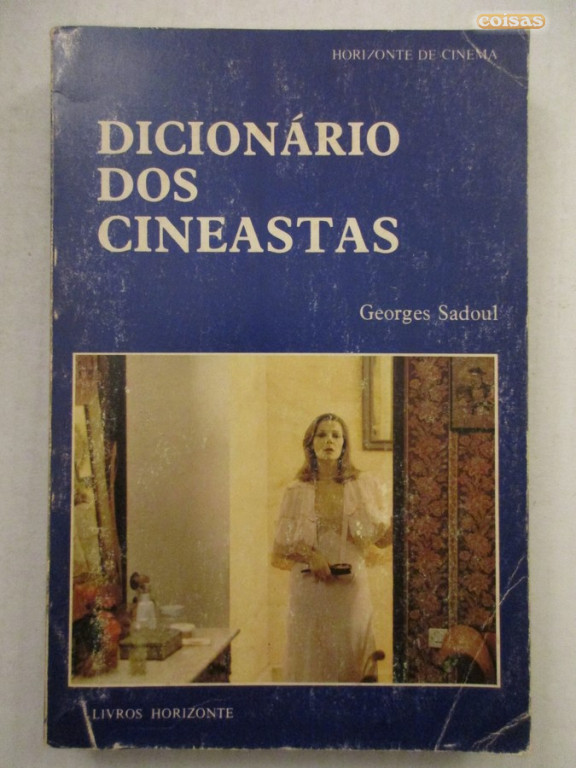 coisas
HORIZONTE DE CINEMA
DICIONÁRIO
DOS
CINEASTAS
Georges Sadoul
LIVROS HORIZONTE